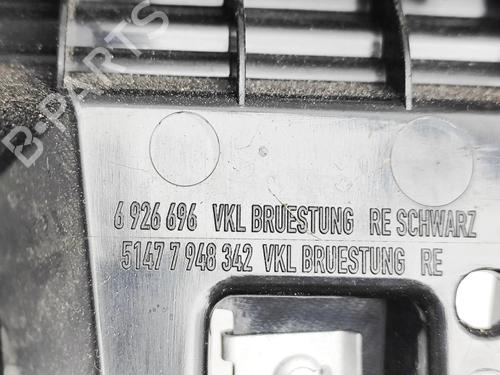 B-PARTS
6 926 696 VKL BRUESTUNG RE SCHWARZ
5147 7 948 342 VKL BRUESTUNG RE